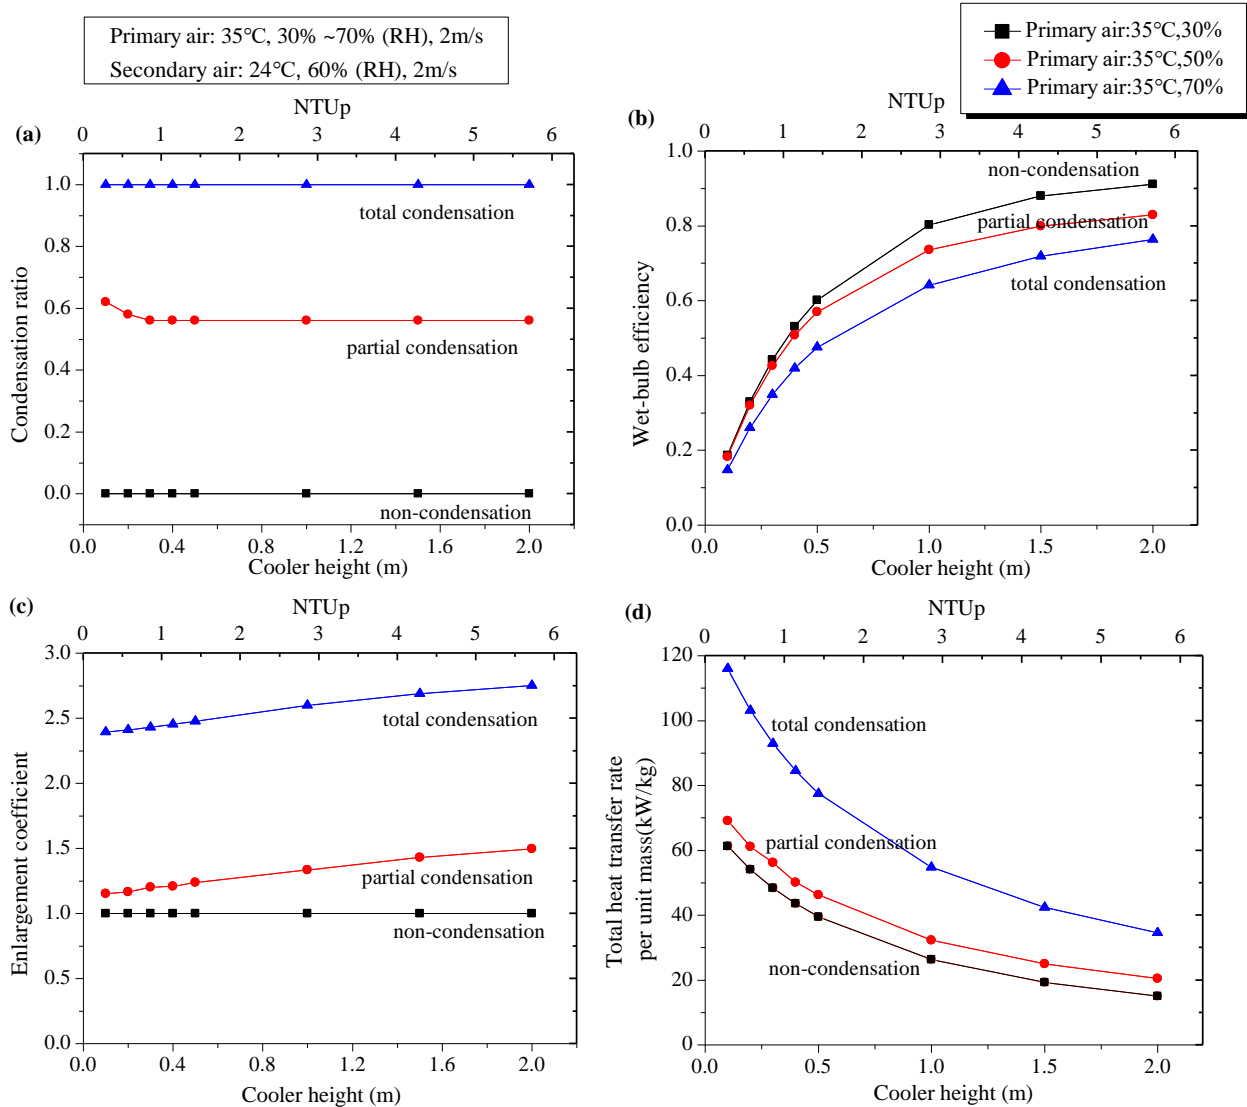 Primary air: 35℃, 30% ~70% (RH), 2m/s
Secondary air: 24℃, 60% (RH), 2m/s
Primary air:35℃,30%
Primary air:35℃,50%
Primary air:35℃,70%
(a)
NTUp
0 1 2 3 4 5 6
Condensation ratio
1.0
0.8
0.6
0.4
0.2
0.0
total condensation
partial condensation
non-condensation
0.0 0.4 0.8 1.2 1.6 2.0
Cooler height (m)
(b)
NTUp
0 1 2 3 4 5 6
Wet-bulb efficiency
1.0
0.8
0.6
0.4
0.2
0.0
non-condensation
partial condensation
total condensation
0.0 0.5 1.0 1.5 2.0
Cooler height (m)
(c)
NTUp
0 1 2 3 4 5 6
Enlargement coefficient
3.0
2.5
2.0
1.5
1.0
0.5
0.0
total condensation
partial condensation
non-condensation
0.0 0.4 0.8 1.2 1.6 2.0
Cooler height (m)
(d)
NTUp
0 1 2 3 4 5 6
Total heat transfer rate
per unit mass(kW/kg)
120
100
80
60
40
20
0
total condensation
partial condensation
non-condensation
0.0 0.5 1.0 1.5 2.0
Cooler height (m)